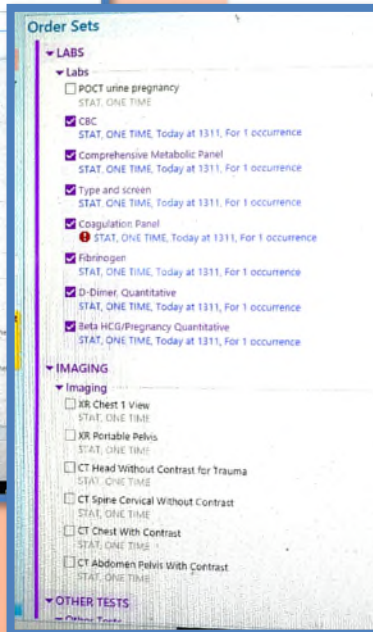 Order Sets
LABS
Labs
POCT urine pregnancy
STAT, ONE TIME
CBC
STAT, ONE TIME, Today at 1311, For 1 occurrence
Comprehensive Metabolic Panel
STAT, ONE TIME, Today at 1311, For 1 occurrence
Type and screen
STAT, ONE TIME, Today at 1311, For 1 occurrence
Coagulation Panel
STAT, ONE TIME, Today at 1311, For 1 occurrence
Fibrinogen
STAT, ONE TIME, Today at 1311, For 1 occurrence
D-Dimer, Quantitative
STAT, ONE TIME, Today at 1311, For 1 occurrence
Beta HCG/Pregnancy Quantitative
STAT, ONE TIME, Today at 1311, For 1 occurrence
IMAGING
Imaging
XR Chest 1 View
STAT, ONE TIME
XR Portable Pelvis
STAT, ONE TIME
CT Head Without Contrast for Trauma
STAT, ONE TIME
CT Spine Cervical Without Contrast
STAT, ONE TIME
CT Chest With Contrast
STAT, ONE TIME
CT Abdomen Pelvis With Contrast
STAT, ONE TIME
OTHER TESTS
Other Tests